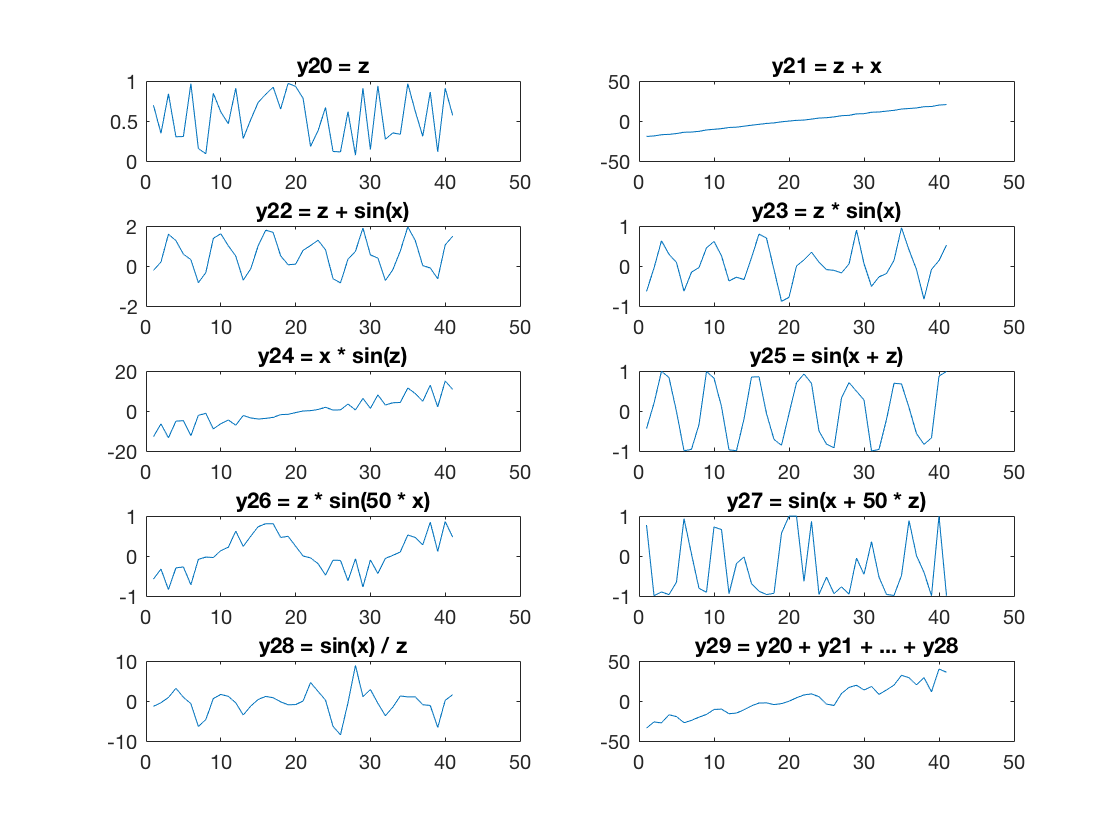 y20 = z
1
0.5
0
0 10 20 30 40 50
y21 = z + x
50
0
-50
0 10 20 30 40 50
y22 = z + sin(x)
2
0
-2
0 10 20 30 40 50
y23 = z * sin(x)
1
0
-1
0 10 20 30 40 50
y24 = x * sin(z)
20
0
-20
0 10 20 30 40 50
y25 = sin(x + z)
1
0
-1
0 10 20 30 40 50
y26 = z * sin(50 * x)
1
0
-1
0 10 20 30 40 50
y27 = sin(x + 50 * z)
1
0
-1
0 10 20 30 40 50
y28 = sin(x) / z
10
0
-10
0 10 20 30 40 50
y29 = y20 + y21 + ... + y28
50
0
-50
0 10 20 30 40 50